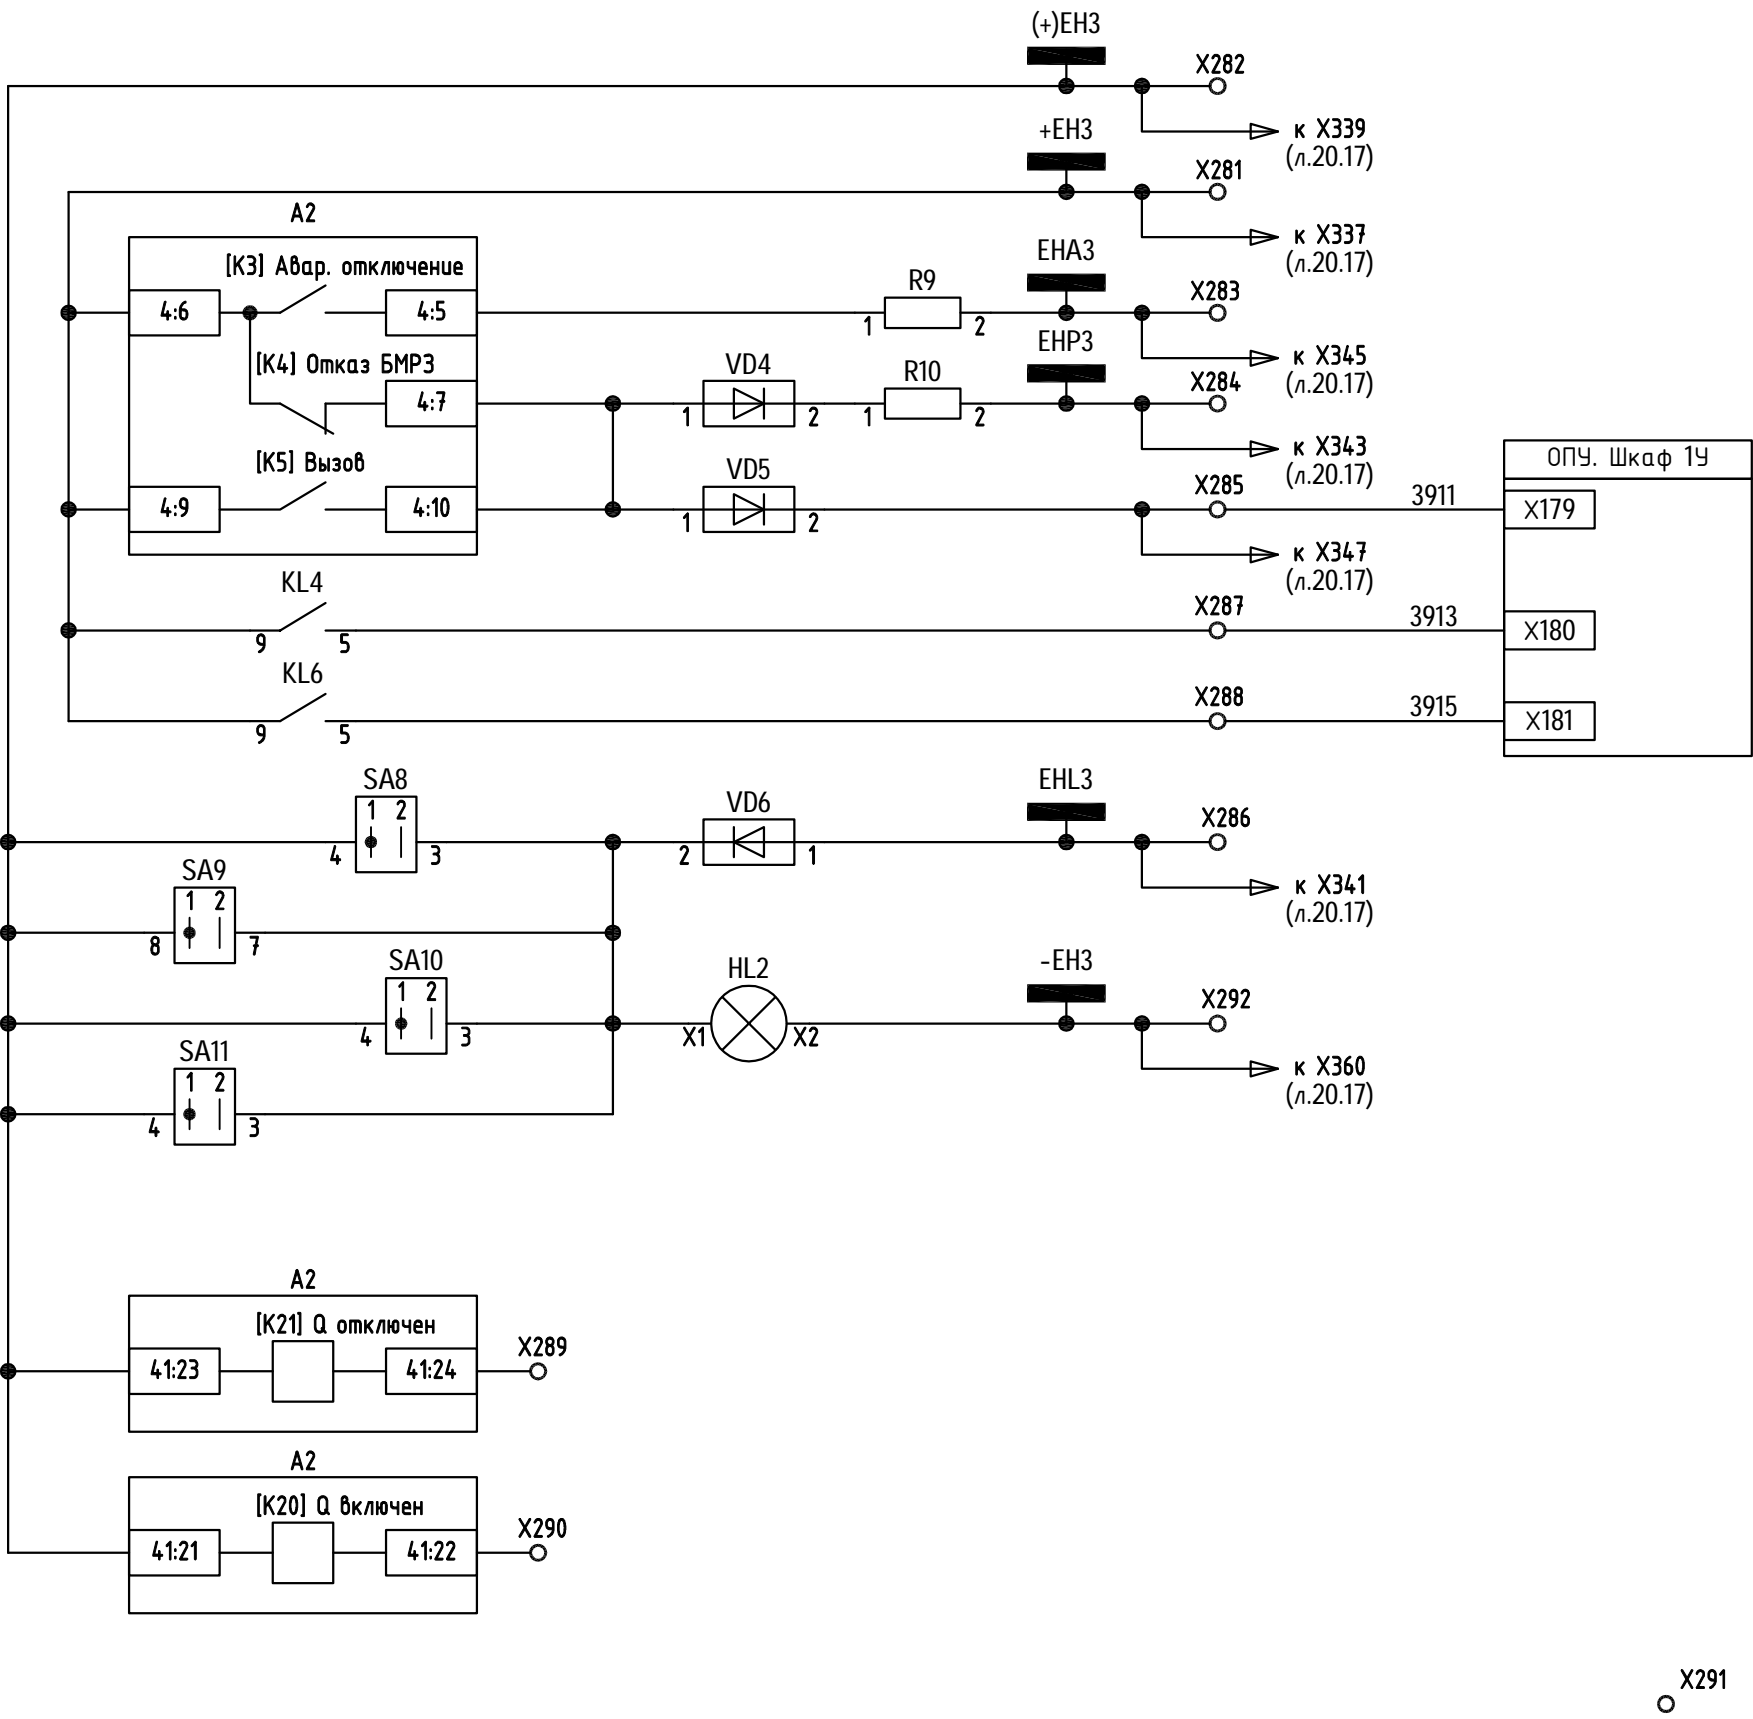 (+)EH3
X282
к X339
(л.20.17)
+EH3
X281
к X337
(л.20.17)
A2
[K3] Авар. отключение
4:6
4:5
R9
1
2
EHA3
X283
к X345
(л.20.17)
[K4] Отказ БМРЗ
4:7
VD4
1
2
R10
1
2
EHP3
X284
к X343
(л.20.17)
[K5] Вызов
4:9
4:10
VD5
1
2
X285
3911
к X347
(л.20.17)
ОПУ. Шкаф 1У
X179
X180
X181
KL4
9
5
X287
3913
KL6
9
5
X288
3915
SA8
1 2
4
3
VD6
2
1
EHL3
X286
к X341
(л.20.17)
SA9
1 2
8
7
SA10
1 2
4
3
HL2
X1
X2
-EH3
X292
к X360
(л.20.17)
SA11
1 2
4
3
A2
[K21] Q отключен
41:23
41:24
X289
A2
[K20] Q включен
41:21
41:22
X290
X291